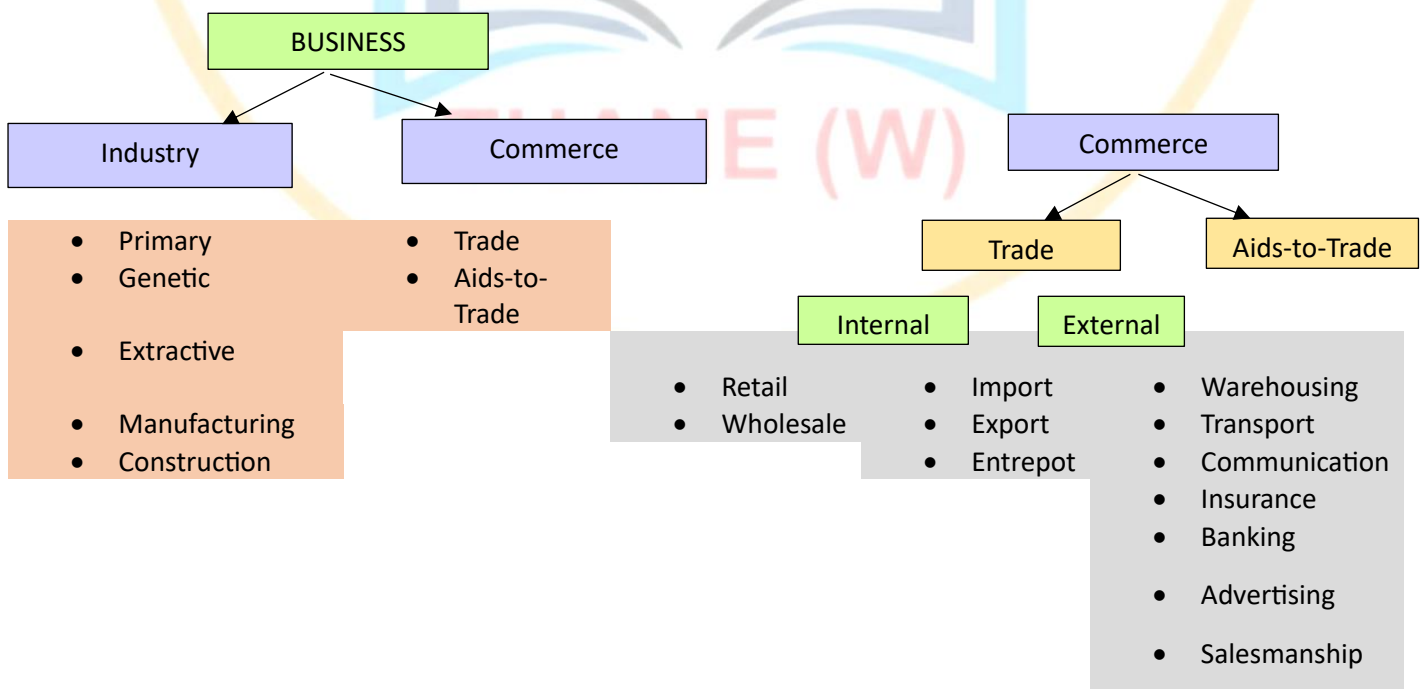 BUSINESS
THANE (W)
Industry
Commerce
• Primary
• Genetic
• Extractive
• Manufacturing
• Construction
• Trade
• Aids-to-
Trade
Commerce
Trade
Aids-to-Trade
Internal
External
• Retail
• Wholesale
• Import
• Export
• Entrepot
• Warehousing
• Transport
• Communication
• Insurance
• Banking
• Advertising
• Salesmanship